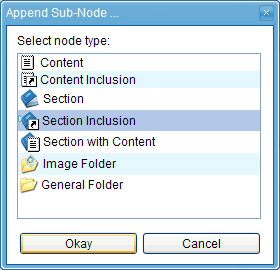 Append Sub-Node ...
Select node type:
Content
Content Inclusion
Section
Section Inclusion
Section with Content
Image Folder
General Folder
Okay
Cancel